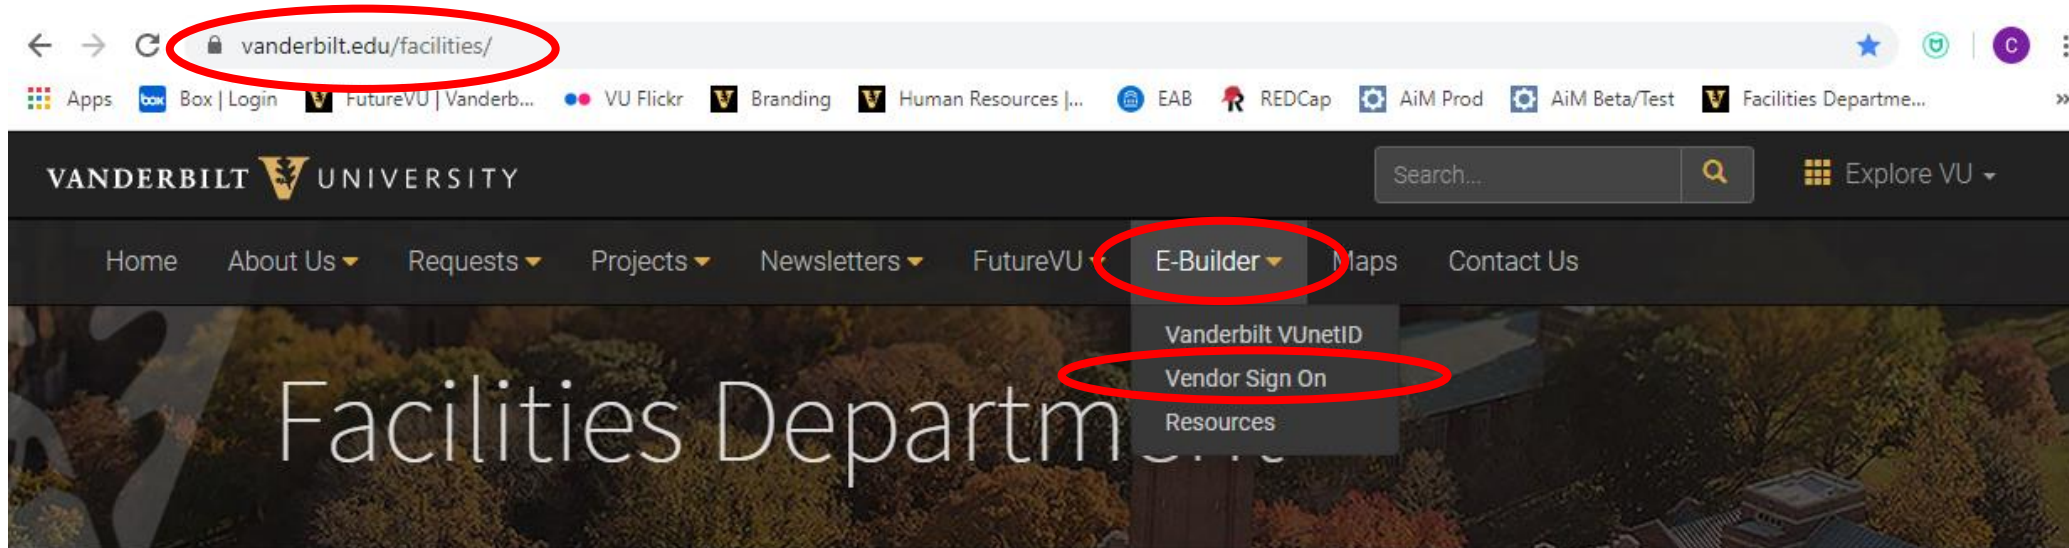 vanderbilt.edu/facilities/
C
Apps box Box | Login V FutureVU | Vanderb... VU Flickr V Branding V Human Resources |... EAB REDCap AiM Prod AiM Beta/Test V Facilities Departme... »
VANDERBILT V UNIVERSITY Search... Explore VU
Home About Us Requests Projects Newsletters FutureVU E-Builder Maps Contact Us
Vanderbilt VUnetID
Vendor Sign On
Resources
Facilities Department